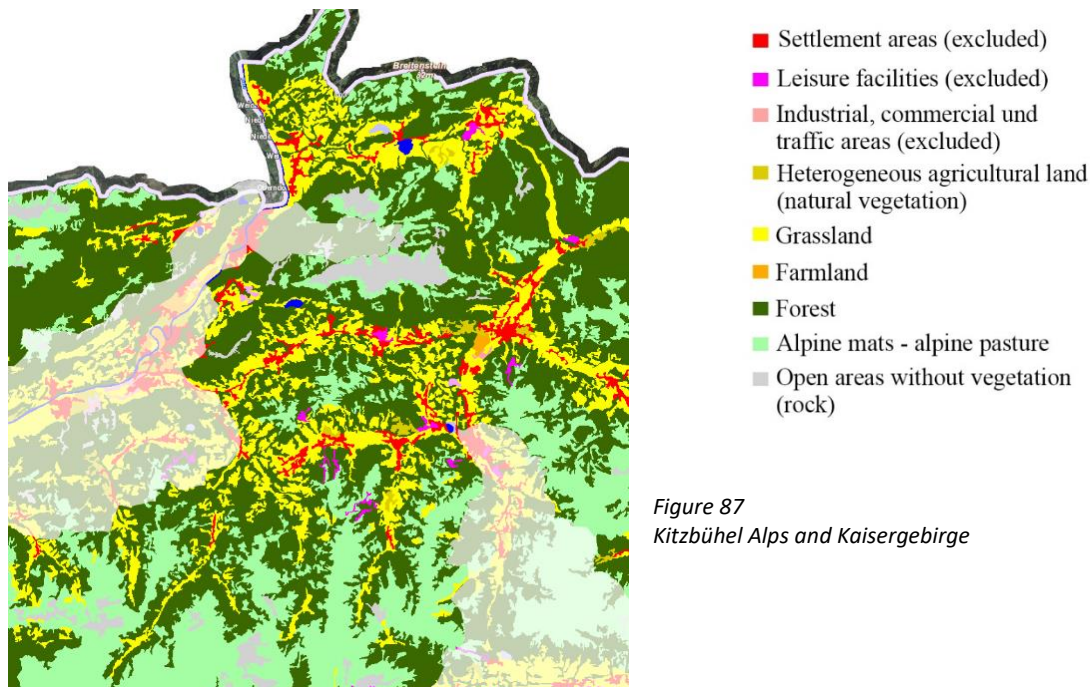 Breitenstein
Settlement areas (excluded)
Leisure facilities (excluded)
Industrial, commercial und
traffic areas (excluded)
Heterogeneous agricultural land
(natural vegetation)
Grassland
Farmland
Forest
Alpine mats - alpine pasture
Open areas without vegetation
(rock)
Figure 87
Kitzbühel Alps and Kaisergebirge